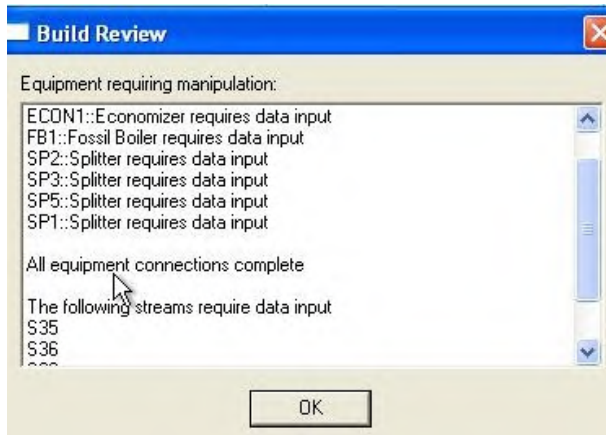 Build Review
Equipment requiring manipulation:
ECON1::Economizer requires data input
FB1::Fossil Boiler requires data input
SP2::Splitter requires data input
SP3::Splitter requires data input
SP5::Splitter requires data input
SP1::Splitter requires data input
All equipment connections complete
The following streams require data input
S35
S36
OK